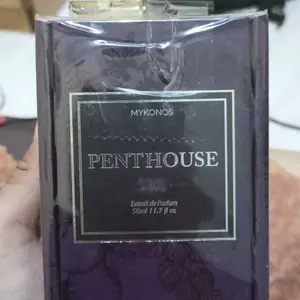 MYKONOS
PENTHOUSE
Extrait de Parfum
50ml | 1.7 fl oz